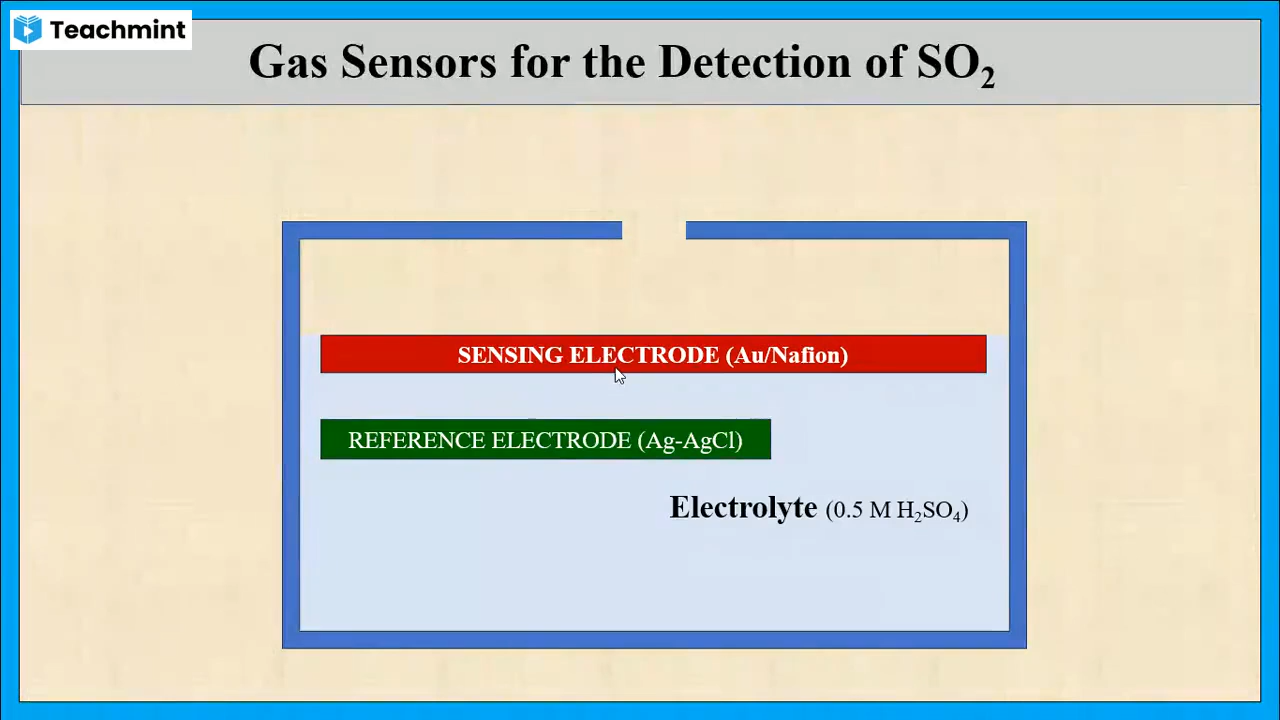 Teachmint
Gas Sensors for the Detection of SO₂
SENSING ELECTRODE (Au/Nafion)
REFERENCE ELECTRODE (Ag-AgCl)
Electrolyte (0.5 M H₂SO₄)